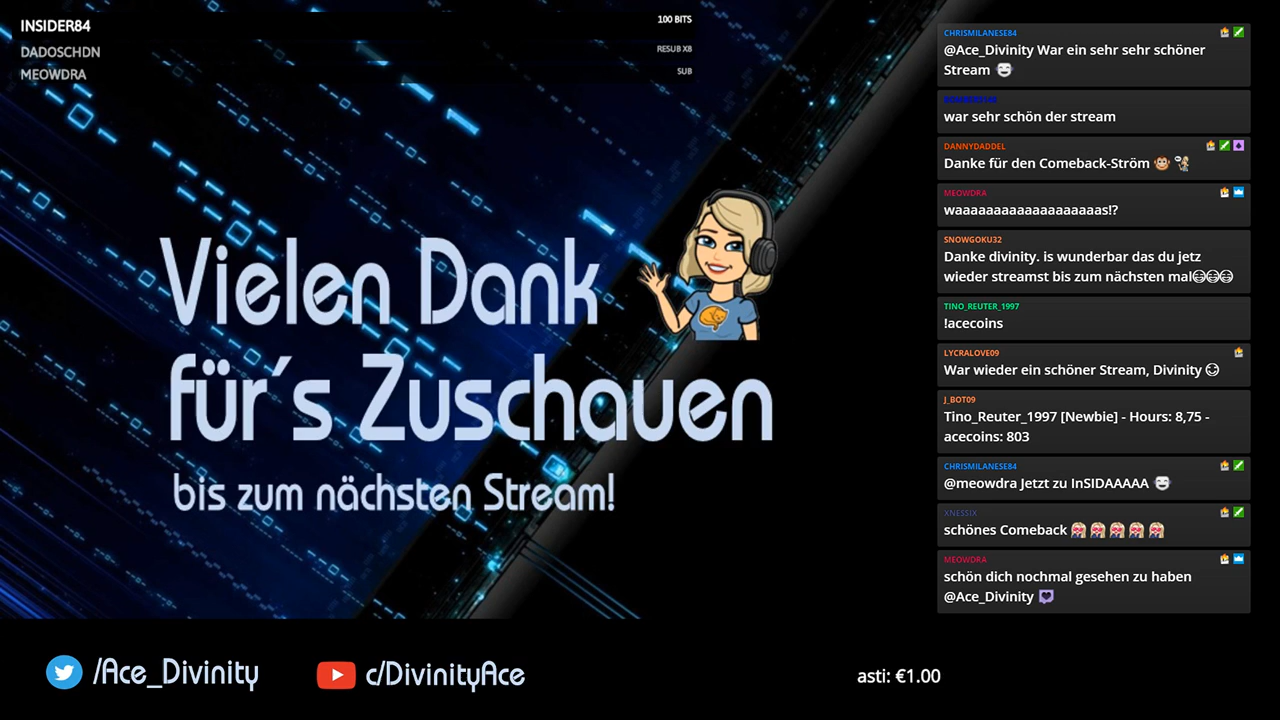 INSIDER84 100 BITS
DADOSCHDN RESUB X8
MEOWDRA SUB
Vielen Dank
für´s Zuschauen
bis zum nächsten Stream!
CHRISMILANESE84
@Ace_Divinity War ein sehr sehr schöner
Stream
war sehr schön der stream
DANNYDADDEL
Danke für den Comeback-Ström
MEOWDRA
waaaaaaaaaaaaaaaaaaas!?
SNOWGOKU32
Danke divinity. is wunderbar das du jetz
wieder streamst bis zum nächsten mal
TINO_REUTER_1997
!acecoins
LYCRALOVE09
War wieder ein schöner Stream, Divinity
J_BOT09
Tino_Reuter_1997 [Newbie] - Hours: 8,75 -
acecoins: 803
CHRISMILANESE84
@meowdra Jetzt zu InSIDAAAAA
XNESSIX
schönes Comeback
MEOWDRA
schön dich nochmal gesehen zu haben
@Ace_Divinity
/Ace_Divinity
c/DivinityAce
asti: €1.00